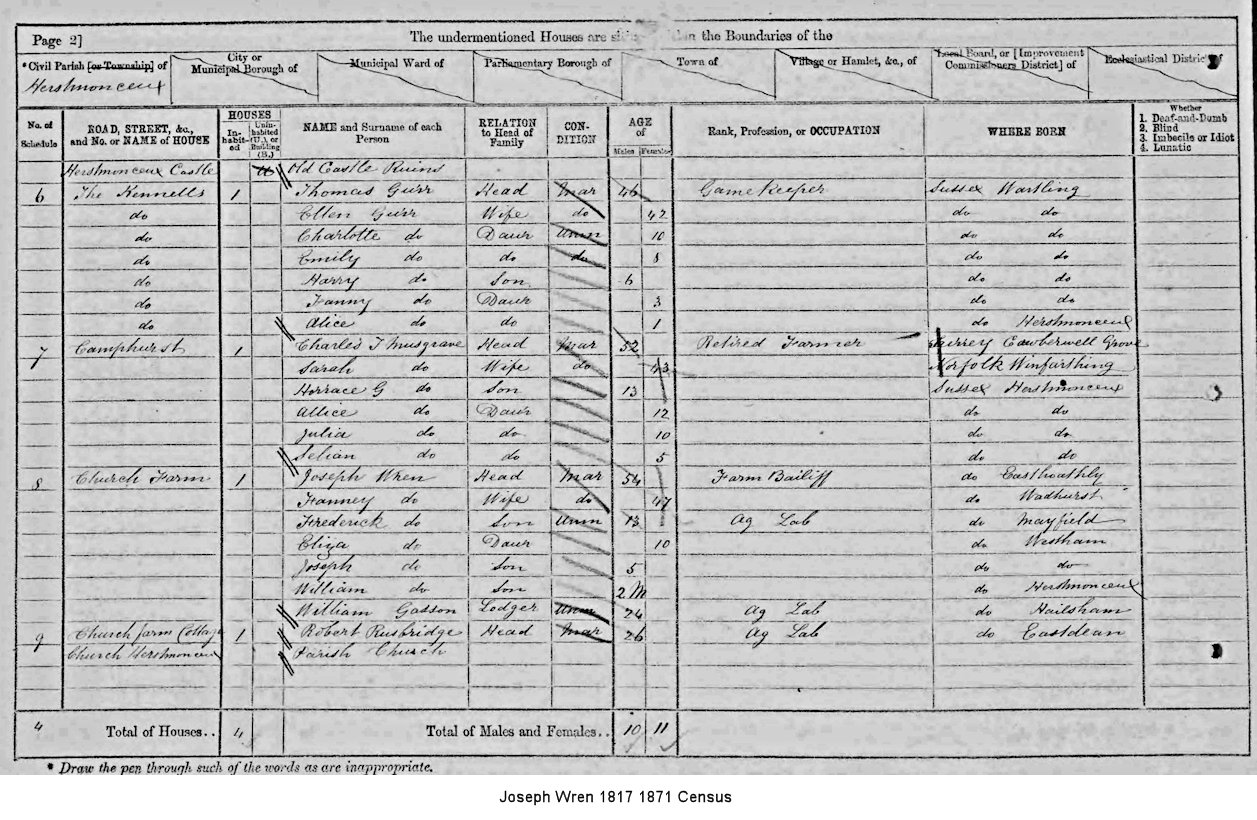 Page 2] The undermentioned Houses are the Boundaries of the
*Civil Parish [or Township] of City or Municipal Borough of Municipal Ward of Parliamentary Borough of Town of Village or Hamlet, &c., of Local Board, or [Improvement Commissioners District] of Ecclesiastical District of
Herstmonceux
No. of Schedule ROAD, STREET, &c., and No. or NAME of HOUSE HOUSES Inhabited Uninhabited (U.), or Building (B.) NAME and Surname of each Person RELATION to Head of Family CONDITION AGE of Males Females Rank, Profession, or OCCUPATION WHERE BORN Whether 1. Deaf-and-Dumb 2. Blind 3. Imbecile or Idiot 4. Lunatic
Herstmonceux Castle U Old Castle Ruins
6 The Kennells 1 Thomas Gurr Head Mar 46 Game Keeper Sussex Wartling
do Ellen Gurr Wife do 42 do do
do Charlotte do Daur Unm 10 do do
do Emily do do do 8 do do
do Harry do Son 6 do do
do Fanny do Daur 3 do do
do Alice do do 1 do Herstmonceux
7 Camphurst 1 Charles T Musgrave Head Mar 52 Retired Farmer Surrey Camberwell Grove
Sarah do Wife do 43 Norfolk Winfarthing
Horrace G do Son 13 Sussex Herstmonceux
Allice do Daur 12 do do
Julia do do 10 do do
Selian do do 5 do do
8 Church Farm 1 Joseph Wren Head Mar 54 Farm Bailiff do Easthoathly
Fanney do Wife do 47 do Wadhurst
Frederick do Son Unm 13 Ag Lab do Mayfield
Eliza do Daur 10 do Westham
Joseph do Son 5 do do
William do Son 2 M do Herstmonceux
William Gasson Lodger Unm 24 Ag Lab do Hailsham
9 Church farm Cottage 1 Robert Rusbridge Head Mar 26 Ag Lab do Eastdean
Church Herstmonceux Parish Church
4 Total of Houses.. 4 Total of Males and Females.. 10 11
* Draw the pen through such of the words as are inappropriate.
Joseph Wren 1817 1871 Census